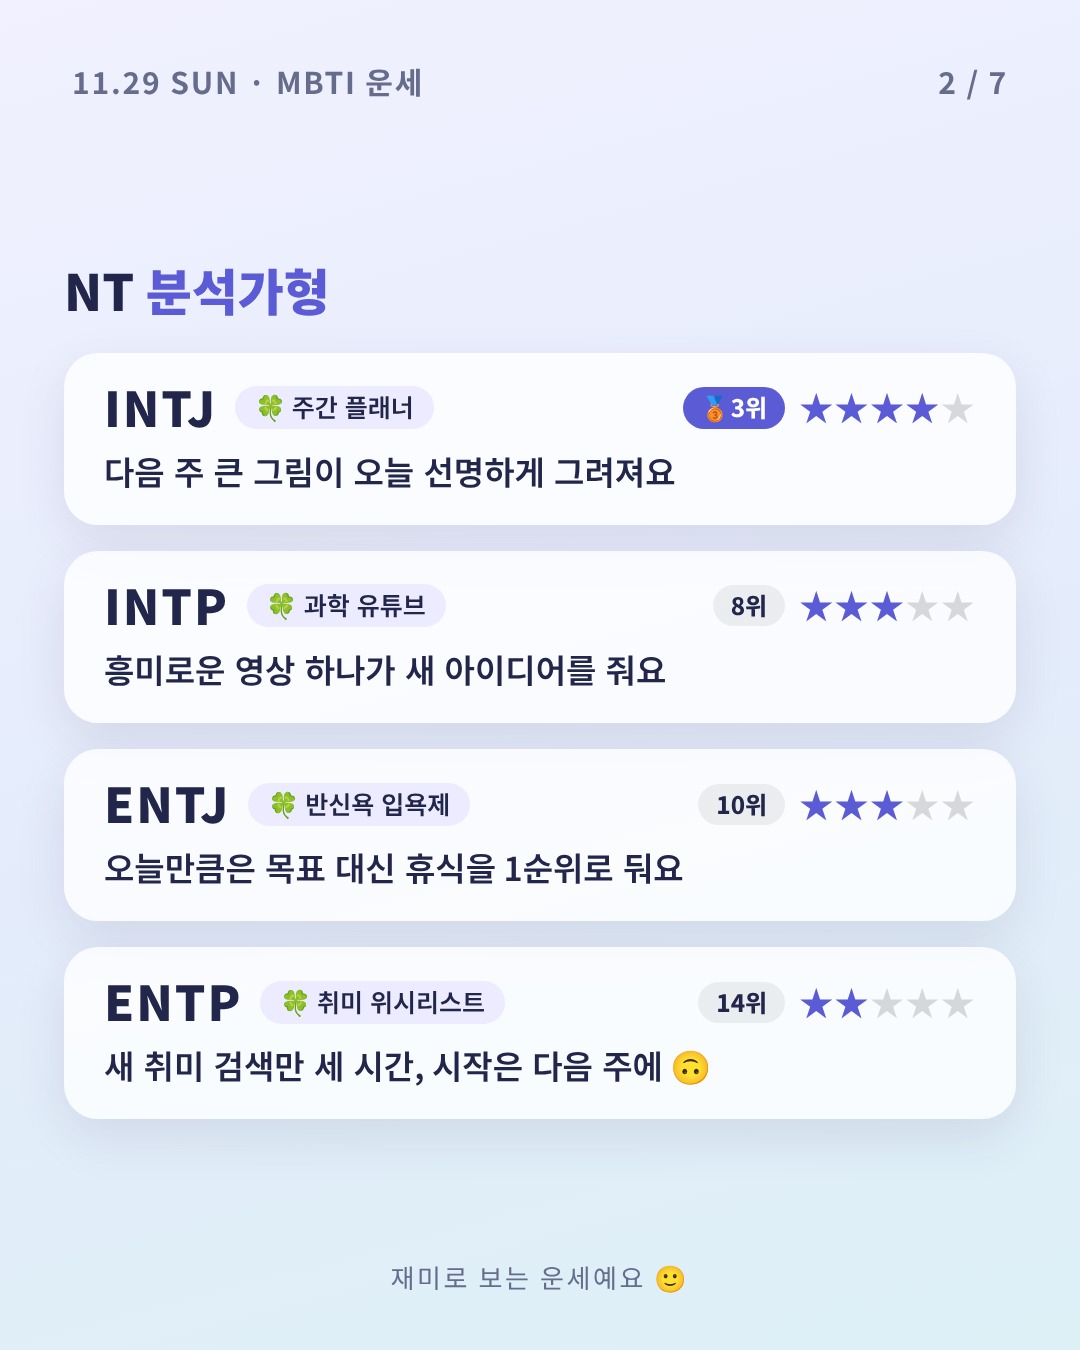 11.29 SUN · MBTI 운세
2 / 7
NT 분석가형
INTJ 🍀 주간 플래너 🥉 3위 ★★★★★
다음 주 큰 그림이 오늘 선명하게 그려져요
INTP 🍀 과학 유튜브 8위 ★★★★★
흥미로운 영상 하나가 새 아이디어를 줘요
ENTJ 🍀 반신욕 입욕제 10위 ★★★★★
오늘만큼은 목표 대신 휴식을 1순위로 둬요
ENTP 🍀 취미 위시리스트 14위 ★★★★★
새 취미 검색만 세 시간, 시작은 다음 주에 🙃
재미로 보는 운세예요 🙂